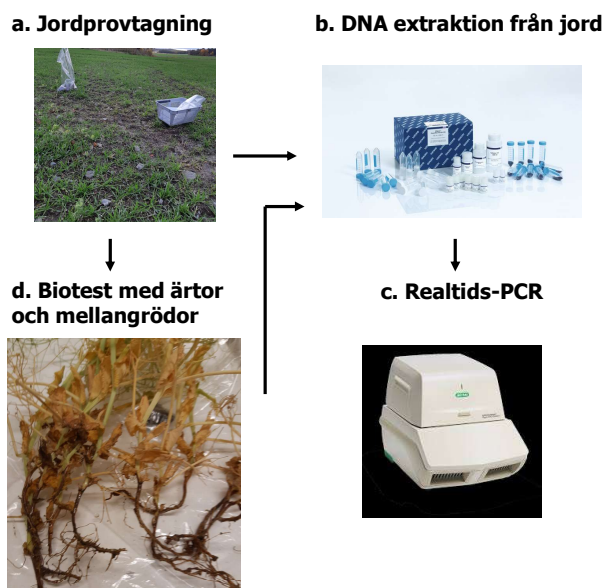 a. Jordprovtagning
b. DNA extraktion från jord
d. Biotest med ärtor
och mellangrödor
c. Realtids-PCR